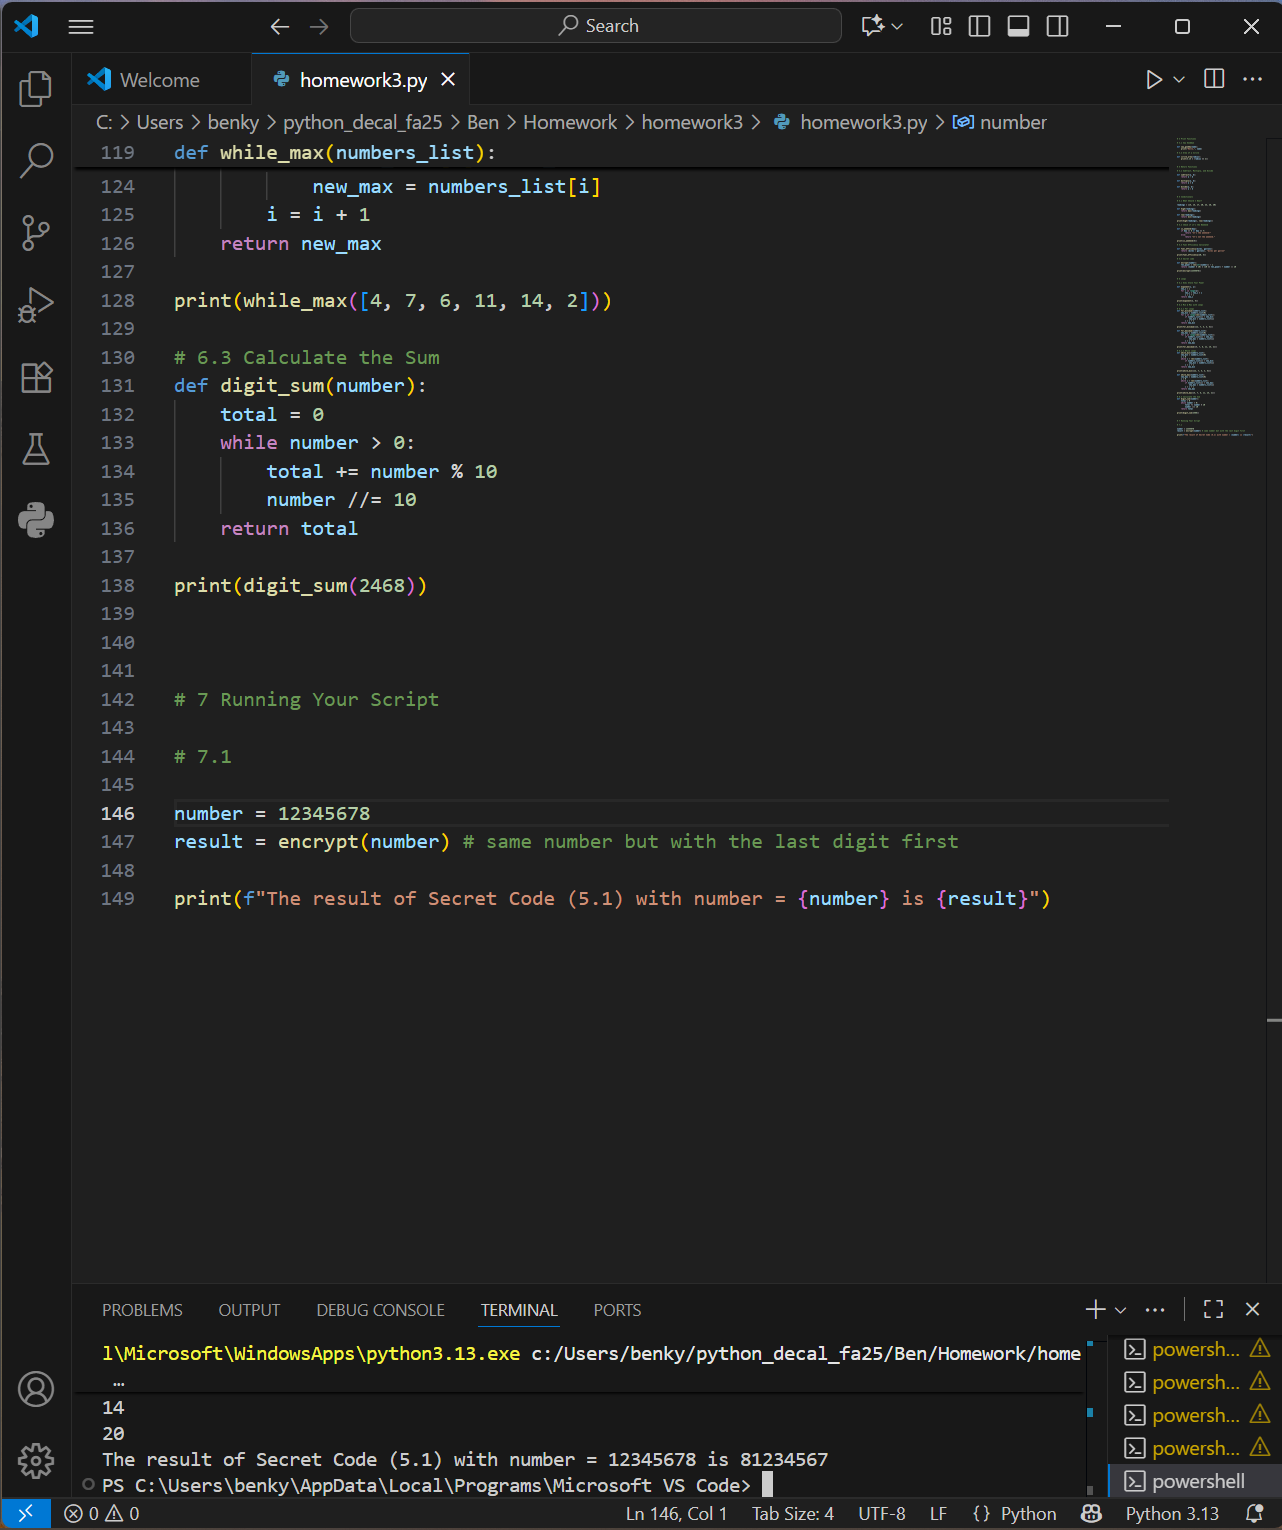 Search
Welcome
homework3.py
C: > Users > benky > python_decal_fa25 > Ben > Homework > homework3 > homework3.py > number
119 def while_max(numbers_list):
124 new_max = numbers_list[i]
125 i = i + 1
126 return new_max
127
128 print(while_max([4, 7, 6, 11, 14, 2]))
129
130 # 6.3 Calculate the Sum
131 def digit_sum(number):
132 total = 0
133 while number > 0:
134 total += number % 10
135 number //= 10
136 return total
137
138 print(digit_sum(2468))
139
140
141
142 # 7 Running Your Script
143
144 # 7.1
145
146 number = 12345678
147 result = encrypt(number) # same number but with the last digit first
148
149 print(f"The result of Secret Code (5.1) with number = {number} is {result}")
PROBLEMS OUTPUT DEBUG CONSOLE TERMINAL PORTS
l\Microsoft\WindowsApps\python3.13.exe c:/Users/benky/python_decal_fa25/Ben/Homework/home
...
14
20
The result of Secret Code (5.1) with number = 12345678 is 81234567
PS C:\Users\benky\AppData\Local\Programs\Microsoft VS Code>
powersh...
powersh...
powersh...
powersh...
powershell
0 0 Ln 146, Col 1 Tab Size: 4 UTF-8 LF {} Python Python 3.13